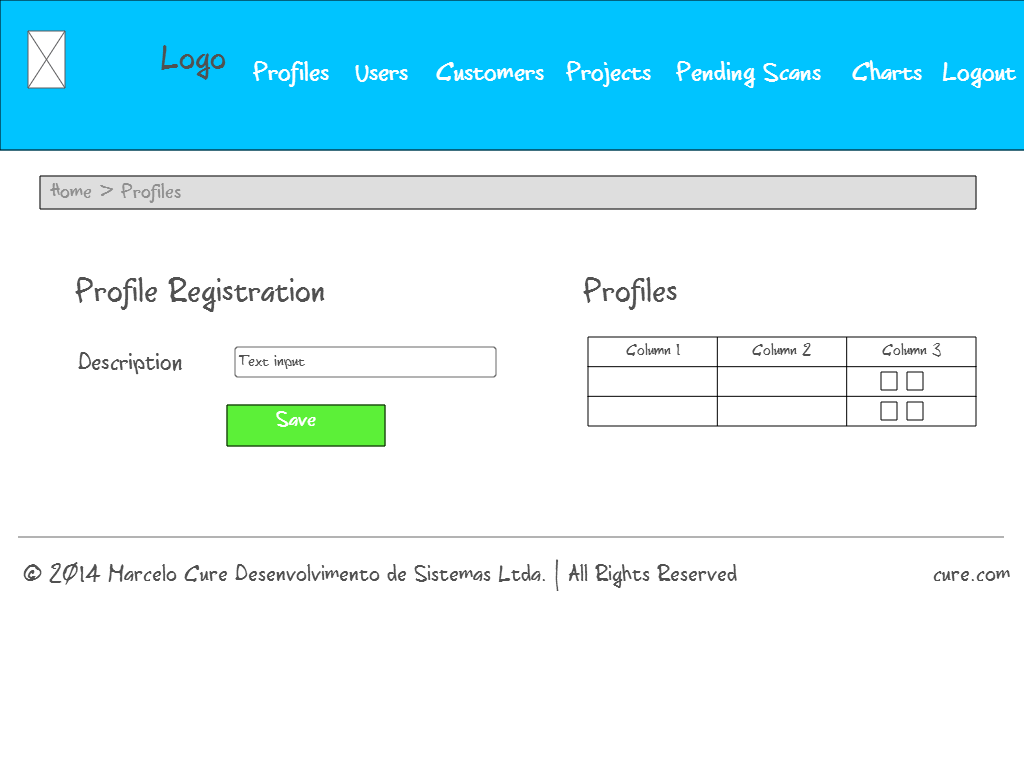 Logo Profiles Users Customers Projects Pending Scans Charts Logout
Home > Profiles
Profile Registration
Description Text input
Save
Profiles
Column 1 Column 2 Column 3
© 2014 Marcelo Cure Desenvolvimento de Sistemas Ltda. | All Rights Reserved cure.com